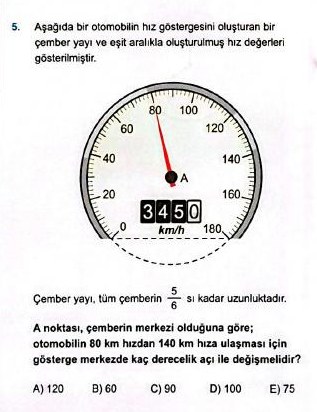 5. Aşağıda bir otomobilin hız göstergesini oluşturan bir
çember yayı ve eşit aralıkla oluşturulmuş hız değerleri
gösterilmiştir.
80 100
60 120
40 140
A
20 160
3450
0 km/h 180
Çember yayı, tüm çemberin 5/6 sı kadar uzunluktadır.
A noktası, çemberin merkezi olduğuna göre;
otomobilin 80 km hızdan 140 km hıza ulaşması için
gösterge merkezde kaç derecelik açı ile değişmelidir?
A) 120 B) 60 C) 90 D) 100 E) 75